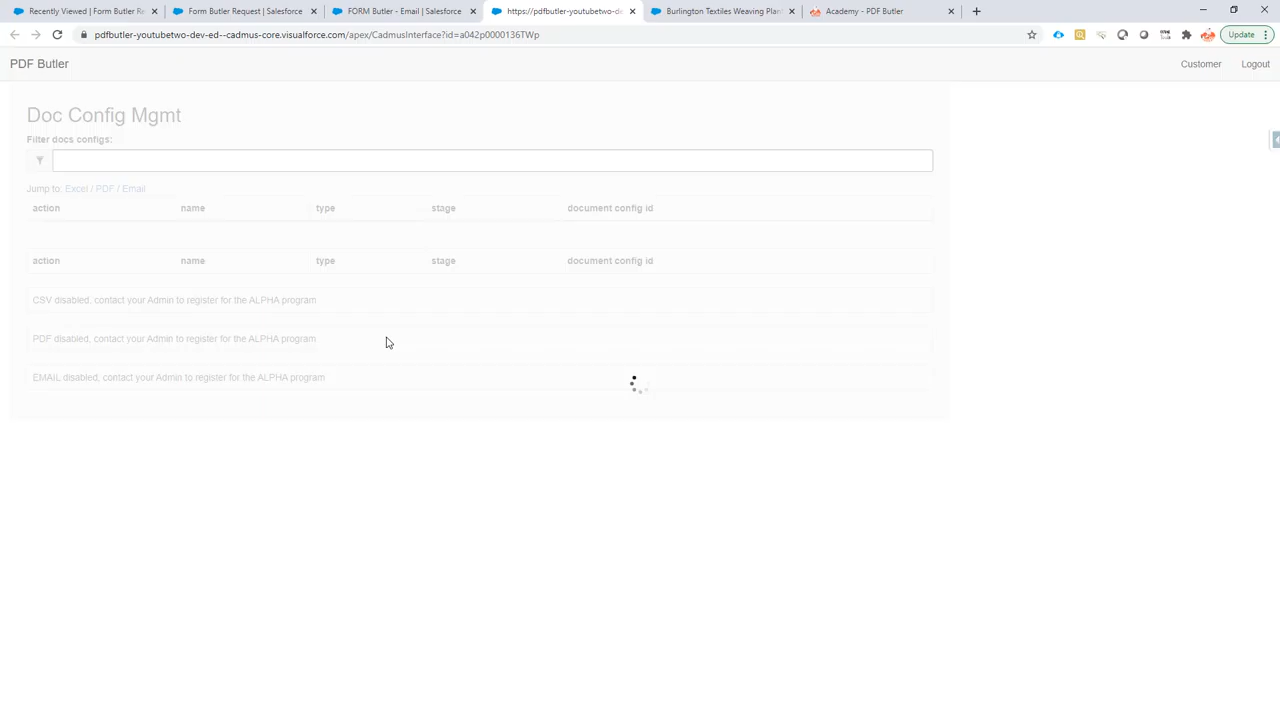 Recently Viewed | Form Butler Re
Form Butler Request | Salesforce
FORM Butler - Email | Salesforce
https://pdfbutler-youtubetwo-de
Burlington Textiles Weaving Plant
Academy - PDF Butler
pdfbutler-youtubetwo-dev-ed--cadmus-core.visualforce.com/apex/CadmusInterface?id=a042p0000136TWp
Update
PDF Butler
Customer
Logout
Doc Config Mgmt
Filter docs configs:
Jump to: Excel / PDF / Email
action name type stage document config id
action name type stage document config id
CSV disabled, contact your Admin to register for the ALPHA program
PDF disabled, contact your Admin to register for the ALPHA program
EMAIL disabled, contact your Admin to register for the ALPHA program